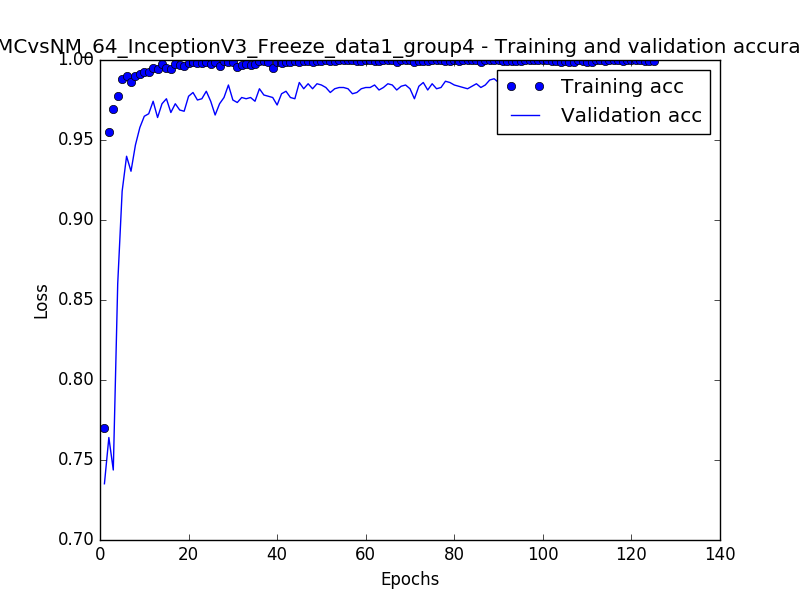 MCvsNM_64_InceptionV3_Freeze_data1_group4 - Training and validation accura
1.00
0.95
0.90
0.85
0.80
0.75
0.70
Loss
Training acc
Validation acc
0 20 40 60 80 100 120 140
Epochs